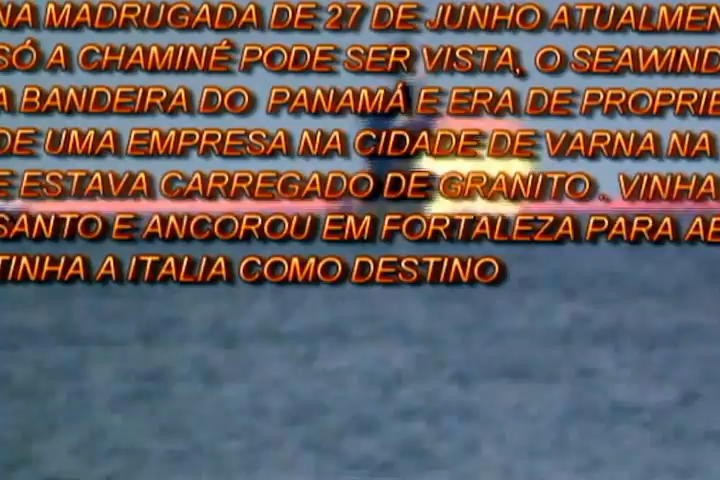 NA MADRUGADA DE 27 DE JUNHO ATUALMEN
SÓ A CHAMINÉ PODE SER VISTA, O SEAWIND
A BANDEIRA DO PANAMÁ E ERA DE PROPRIE
DE UMA EMPRESA NA CIDADE DE VARNA NA
E ESTAVA CARREGADO DE GRANITO , VINHA
SANTO E ANCOROU EM FORTALEZA PARA AB
TINHA A ITALIA COMO DESTINO